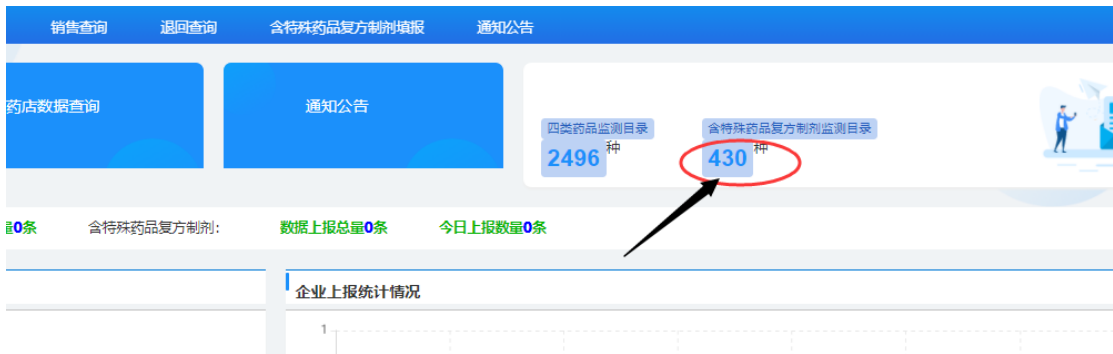 销售查询 退回查询 含特殊药品复方制剂填报 通知公告
药店数据查询 通知公告
四类药品监测目录 含特殊药品复方制剂监测目录
2496 种 430 种
量0条 含特殊药品复方制剂: 数据上报总量0条 今日上报数量0条
企业上报统计情况
1